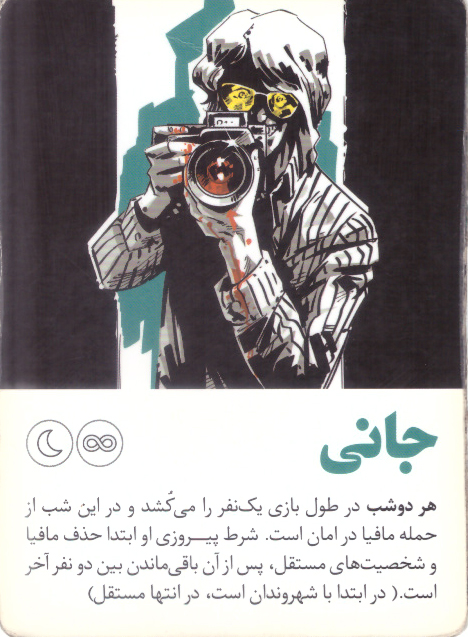 جانی
هر دوشب در طول بازی یک‌نفر را می‌کُشد و در این شب از
حمله مافیا در امان است. شرط پیـــروزی او ابتدا حذف مافیا
و شخصیت‌های مستقل، پس از آن باقی‌ماندن بین دو نفر آخر
است.( در ابتدا با شهروندان است، در انتها مستقل)